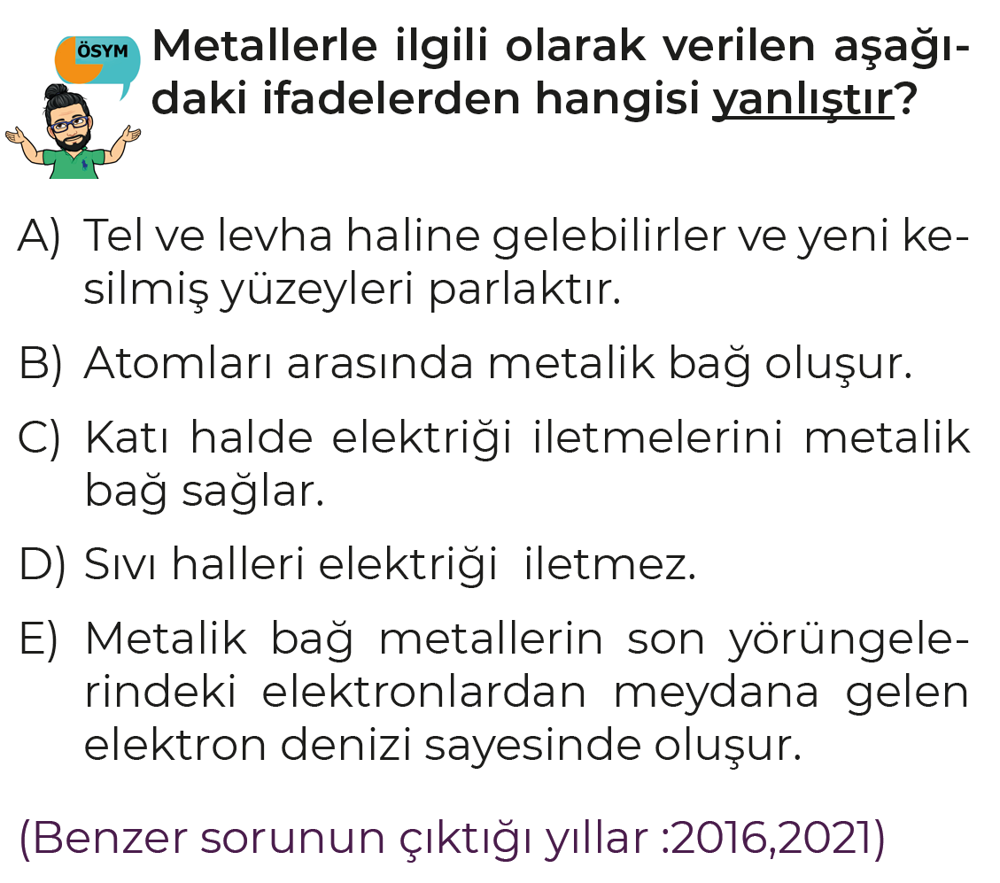 ÖSYM
Metallerle ilgili olarak verilen aşağı-
daki ifadelerden hangisi yanlıştır?
A) Tel ve levha haline gelebilirler ve yeni ke-
silmiş yüzeyleri parlaktır.
B) Atomları arasında metalik bağ oluşur.
C) Katı halde elektriği iletmelerini metalik
bağ sağlar.
D) Sıvı halleri elektriği iletmez.
E) Metalik bağ metallerin son yörüngele-
rindeki elektronlardan meydana gelen
elektron denizi sayesinde oluşur.
(Benzer sorunun çıktığı yıllar :2016,2021)